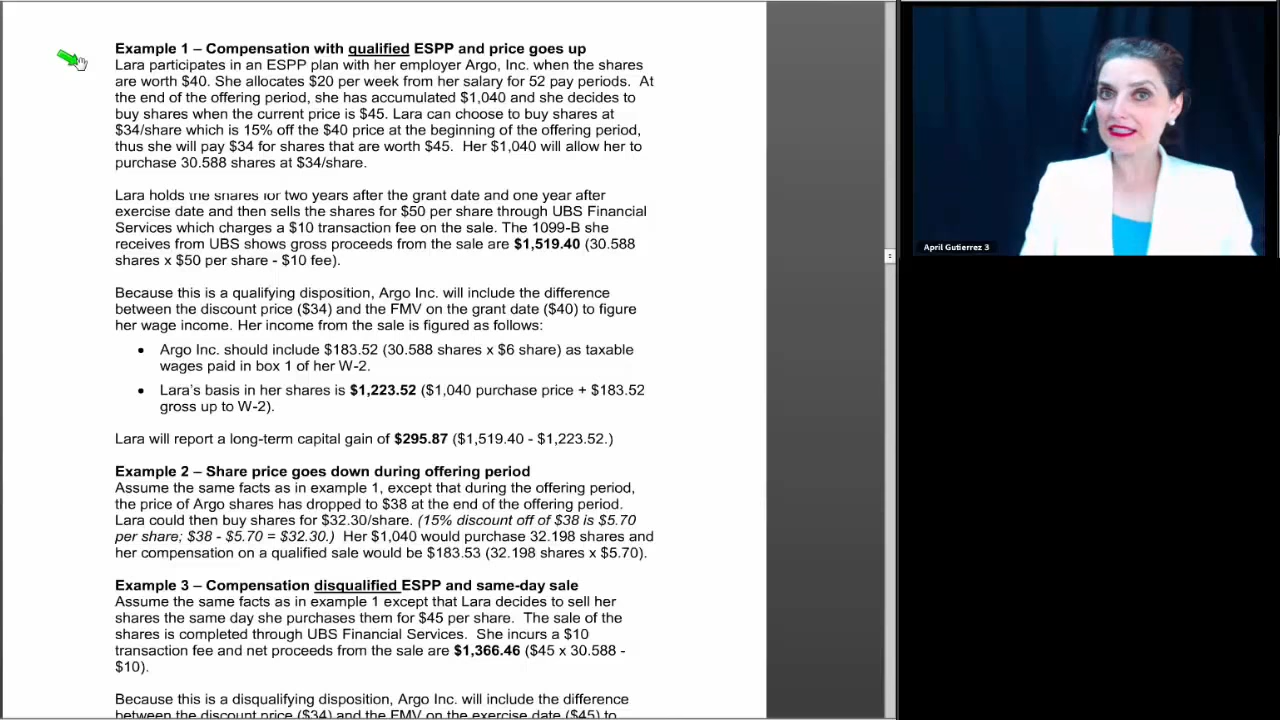 Example 1 – Compensation with qualified ESPP and price goes up
Lara participates in an ESPP plan with her employer Argo, Inc. when the shares
are worth $40. She allocates $20 per week from her salary for 52 pay periods.  At
the end of the offering period, she has accumulated $1,040 and she decides to
buy shares when the current price is $45. Lara can choose to buy shares at
$34/share which is 15% off the $40 price at the beginning of the offering period,
thus she will pay $34 for shares that are worth $45.  Her $1,040 will allow her to
purchase 30.588 shares at $34/share.
Lara holds the shares for two years after the grant date and one year after
exercise date and then sells the shares for $50 per share through UBS Financial
Services which charges a $10 transaction fee on the sale. The 1099-B she
receives from UBS shows gross proceeds from the sale are $1,519.40 (30.588
shares x $50 per share - $10 fee).
Because this is a qualifying disposition, Argo Inc. will include the difference
between the discount price ($34) and the FMV on the grant date ($40) to figure
her wage income. Her income from the sale is figured as follows:
• Argo Inc. should include $183.52 (30.588 shares x $6 share) as taxable
wages paid in box 1 of her W-2.
• Lara's basis in her shares is $1,223.52 ($1,040 purchase price + $183.52
gross up to W-2).
Lara will report a long-term capital gain of $295.87 ($1,519.40 - $1,223.52.)
Example 2 – Share price goes down during offering period
Assume the same facts as in example 1, except that during the offering period,
the price of Argo shares has dropped to $38 at the end of the offering period.
Lara could then buy shares for $32.30/share. (15% discount off of $38 is $5.70
per share; $38 - $5.70 = $32.30.)  Her $1,040 would purchase 32.198 shares and
her compensation on a qualified sale would be $183.53 (32.198 shares x $5.70).
Example 3 – Compensation disqualified ESPP and same-day sale
Assume the same facts as in example 1 except that Lara decides to sell her
shares the same day she purchases them for $45 per share.  The sale of the
shares is completed through UBS Financial Services.  She incurs a $10
transaction fee and net proceeds from the sale are $1,366.46 ($45 x 30.588 -
$10).
Because this is a disqualifying disposition, Argo Inc. will include the difference
between the discount price ($34) and the FMV on the exercise date ($45) to
April Gutierrez 3